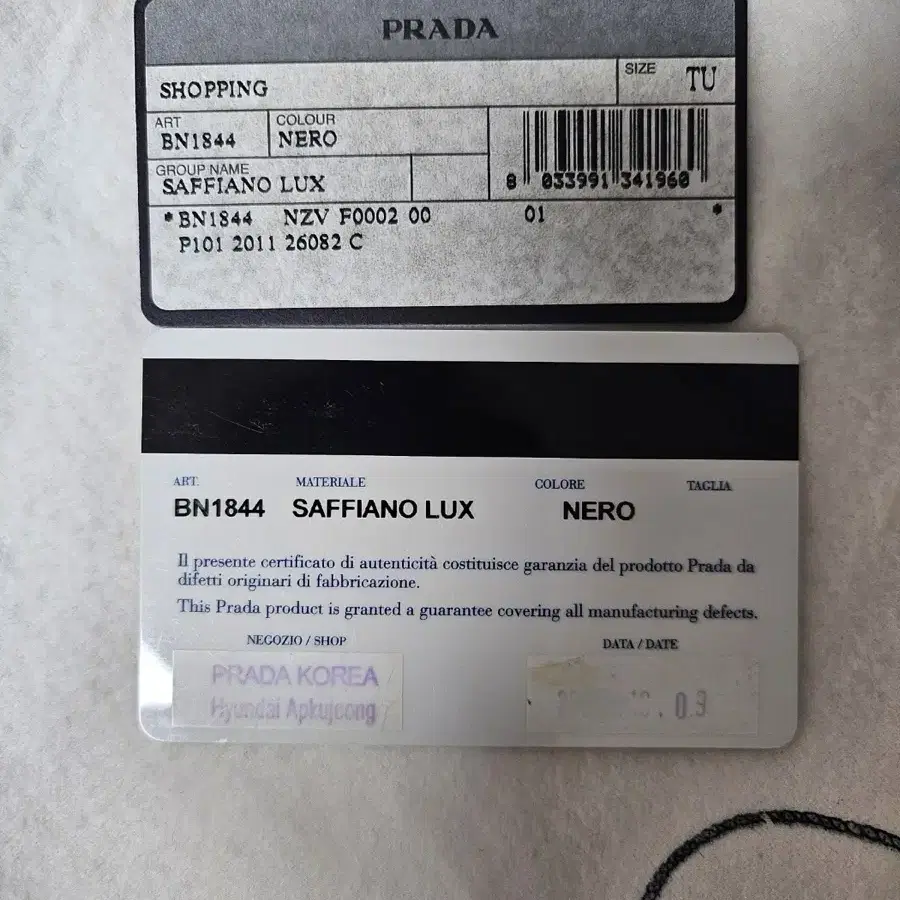 PRADA
SHOPPING
SIZE TU
ART COLOUR
BN1844 NERO
GROUP NAME
SAFFIANO LUX
8 033991 341960
*BN1844 NZV F0002 00 01 *
P101 2011 26082 C
ART. MATERIALE COLORE TAGLIA
BN1844 SAFFIANO LUX NERO
Il presente certificato di autenticità costituisce garanzia del prodotto Prada da
difetti originari di fabbricazione.
This Prada product is granted a guarantee covering all manufacturing defects.
NEGOZIO / SHOP DATA / DATE
PRADA KOREA
Hyundai Apkujeong
. 03